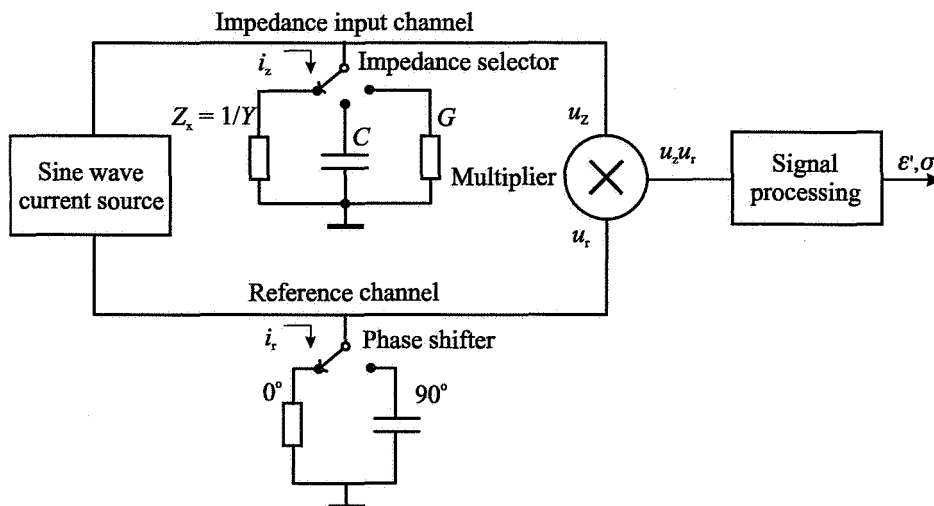 Impedance input channel
i_z
Impedance selector
Z_x = 1/Y
C
G
u_Z
Sine wave
current source
Multiplier
u_z u_r
Signal
processing
ε',σ
u_r
Reference channel
i_r
Phase shifter
0°
90°